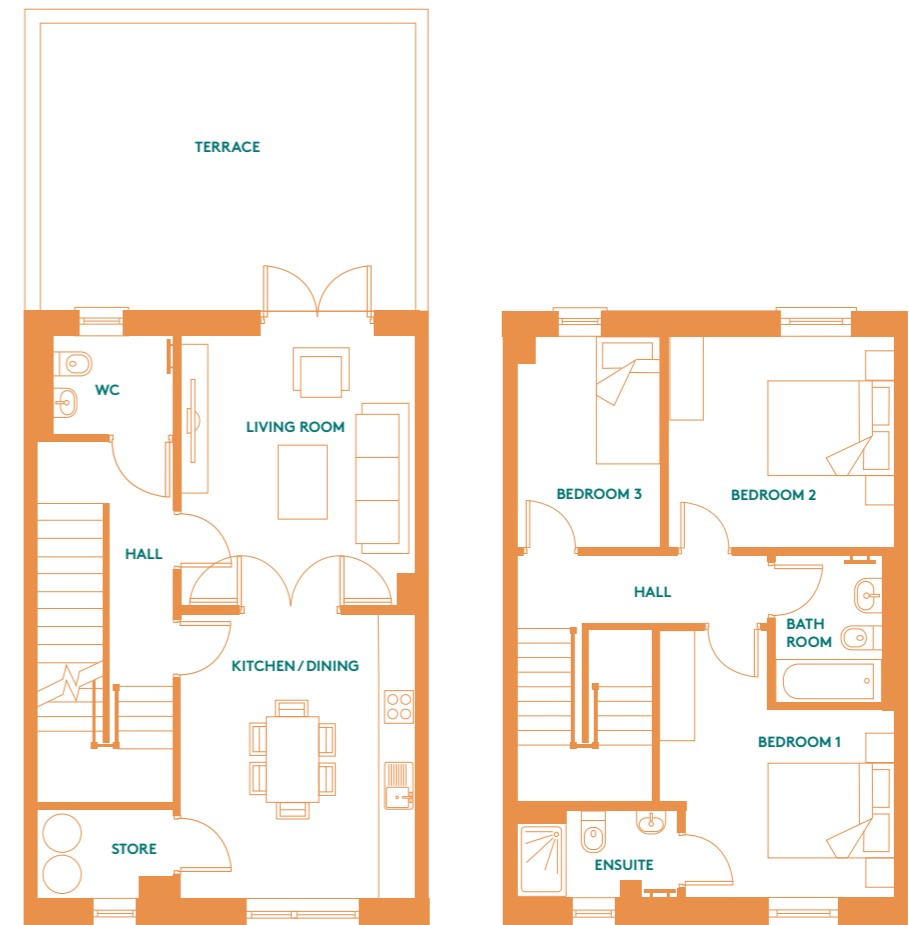 TERRACE
WC
LIVING ROOM
HALL
KITCHEN / DINING
STORE
BEDROOM 3
BEDROOM 2
HALL
BATH
ROOM
BEDROOM 1
ENSUITE